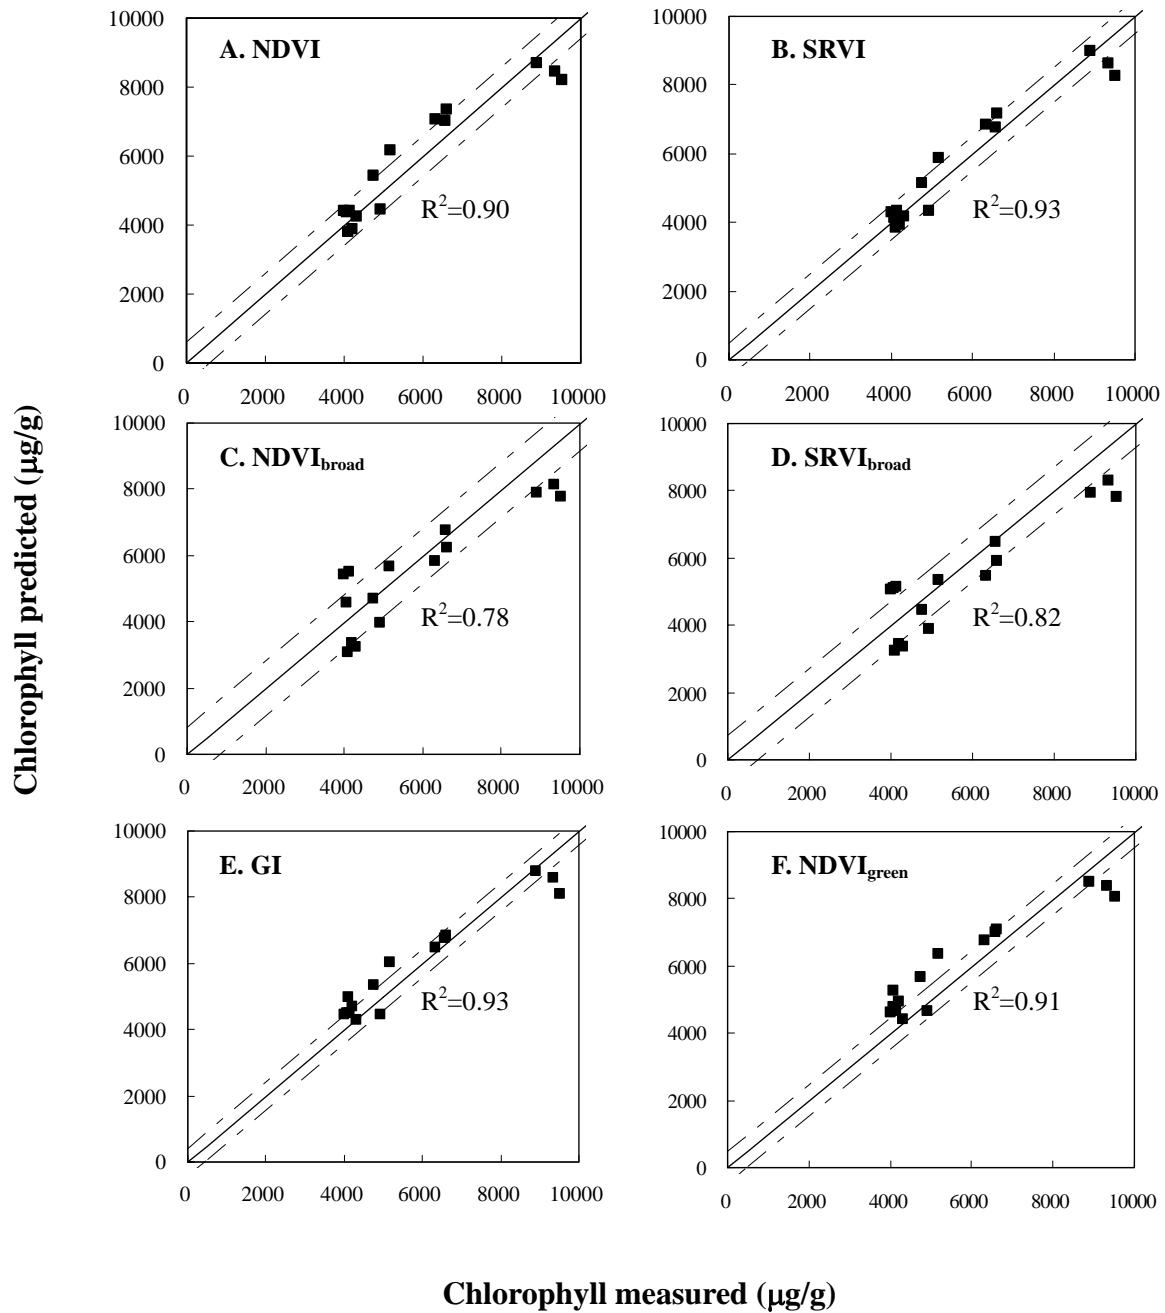 Chlorophyll predicted (μg/g)
A. NDVI
R²=0.90
10000
8000
6000
4000
2000
0
0 2000 4000 6000 8000 10000
B. SRVI
R²=0.93
10000
8000
6000
4000
2000
0
0 2000 4000 6000 8000 10000
C. NDVIbroad
R²=0.78
10000
8000
6000
4000
2000
0
0 2000 4000 6000 8000 10000
D. SRVIbroad
R²=0.82
10000
8000
6000
4000
2000
0
0 2000 4000 6000 8000 10000
E. GI
R²=0.93
10000
8000
6000
4000
2000
0
0 2000 4000 6000 8000 10000
F. NDVIgreen
R²=0.91
10000
8000
6000
4000
2000
0
0 2000 4000 6000 8000 10000
Chlorophyll measured (μg/g)